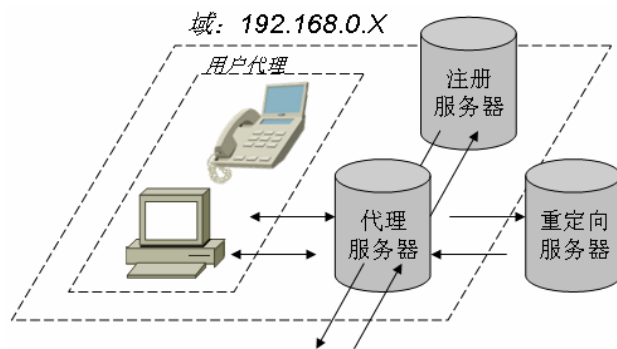 域: 192.168.0.X
用户代理
注册
服务器
代理
服务器
重定向
服务器